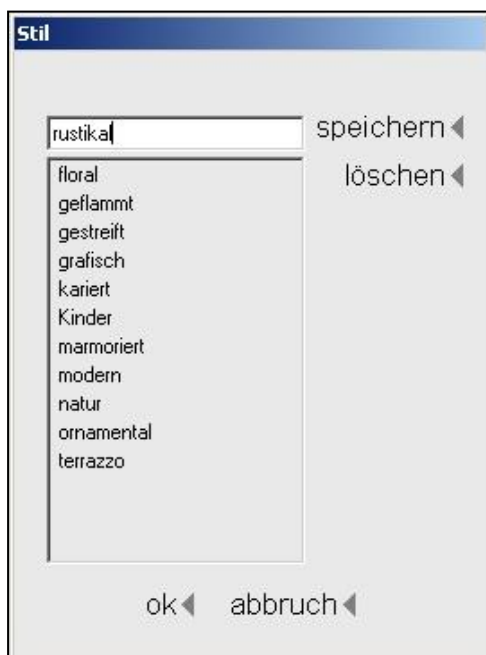 Stil
rustikal
speichern
löschen
floral
geflammt
gestreift
grafisch
kariert
Kinder
marmoriert
modern
natur
ornamental
terrazzo
ok
abbruch